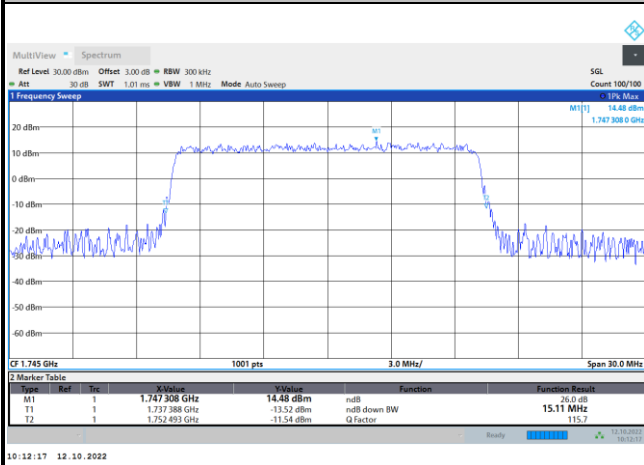 MultiView Spectrum
Ref Level 30.00 dBm Offset 3.00 dB RBW 300 kHz SGL
Att 30 dB SWT 1.01 ms VBW 1 MHz Mode Auto Sweep Count 100/100
1 Frequency Sweep 1Pk Max
M1[1] 14.48 dBm
1.747 308 0 GHz
20 dBm
M1
10 dBm
0 dBm
-10 dBm
-20 dBm
-30 dBm
-40 dBm
-50 dBm
-60 dBm
CF 1.745 GHz 1001 pts 3.0 MHz/ Span 30.0 MHz
2 Marker Table
Type Ref Trc X-Value Y-Value Function Function Result
M1 1 1.747 308 GHz 14.48 dBm ndB 26.0 dB
T1 1 1.737 388 GHz -13.52 dBm ndB down BW 15.11 MHz
T2 1 1.752 493 GHz -11.54 dBm Q Factor 115.7
Ready 12.10.2022
10:12:17
10:12:17 12.10.2022